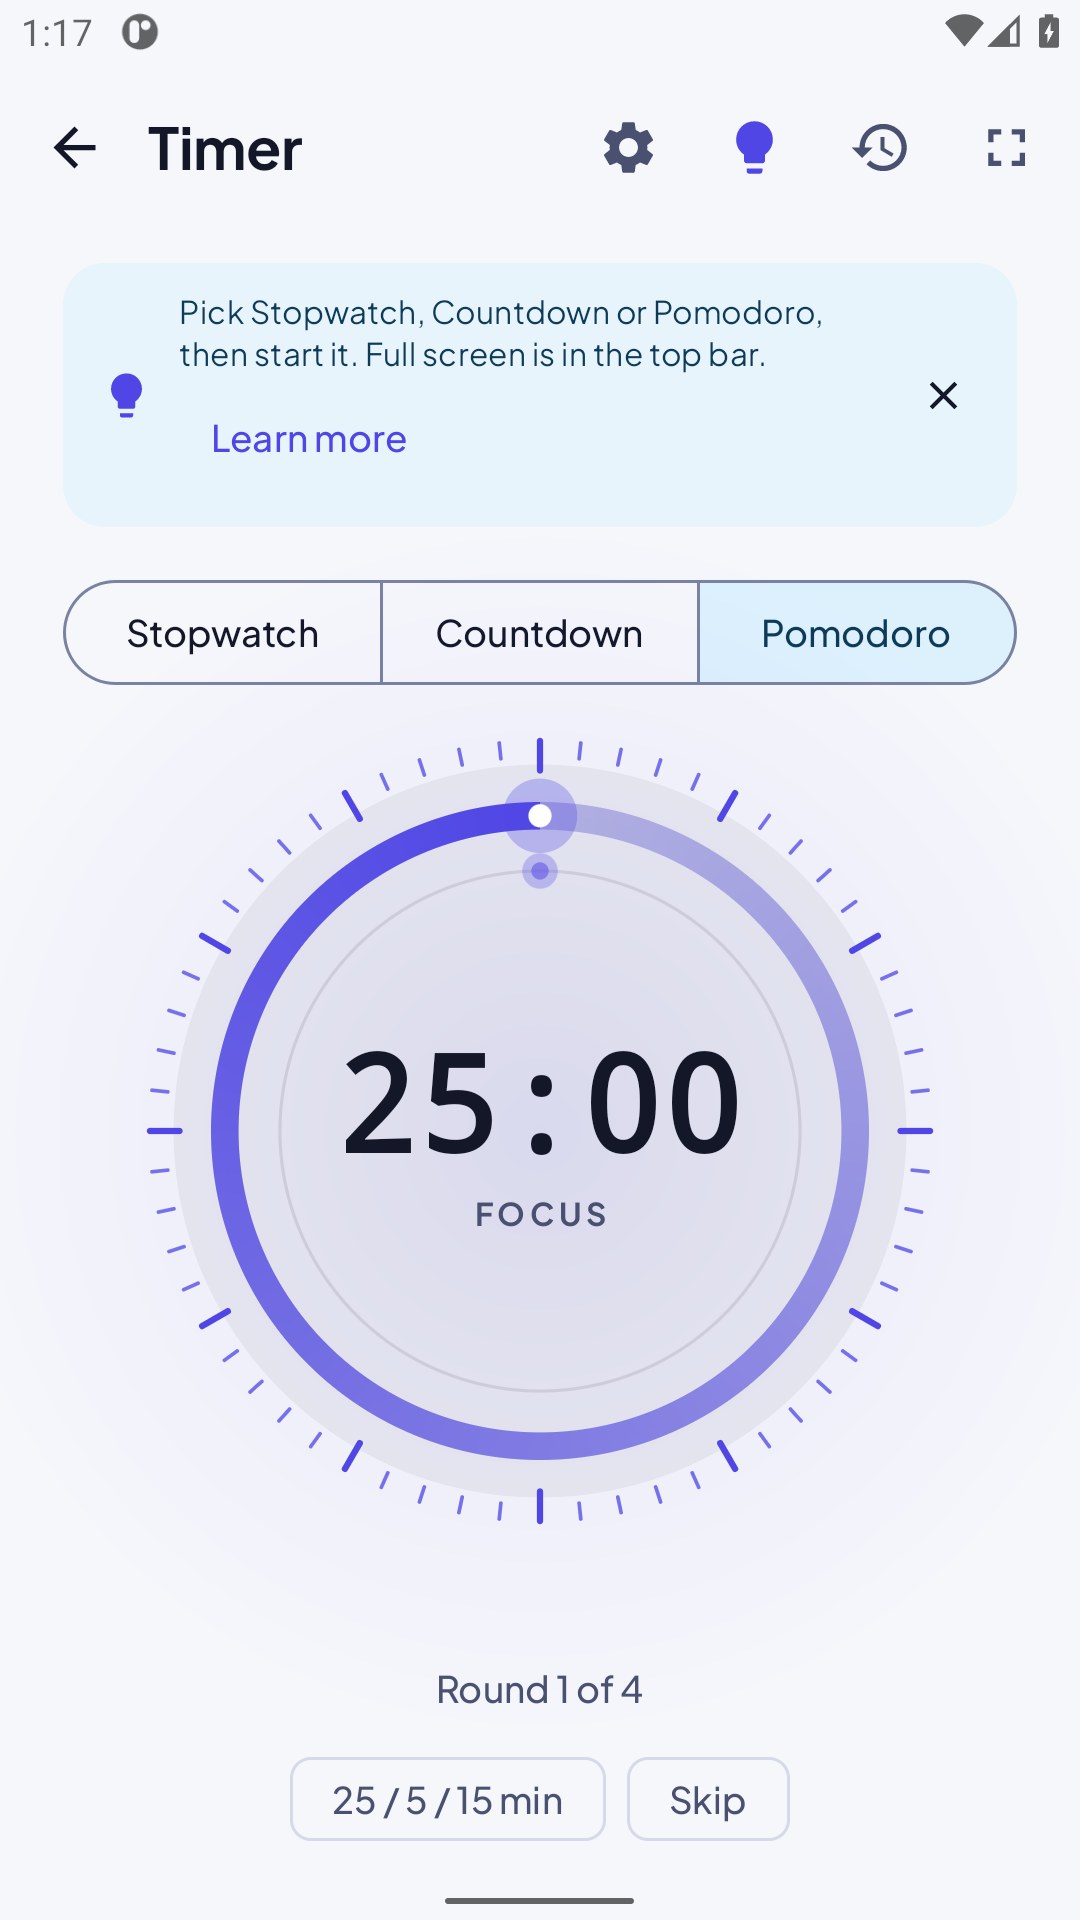 1:17
Timer
Pick Stopwatch, Countdown or Pomodoro,
then start it. Full screen is in the top bar.
Learn more
Stopwatch
Countdown
Pomodoro
25:00
FOCUS
Round 1 of 4
25 / 5 / 15 min
Skip